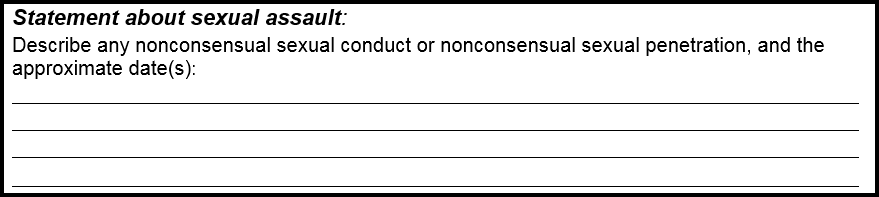 Statement about sexual assault:
Describe any nonconsensual sexual conduct or nonconsensual sexual penetration, and the
approximate date(s):